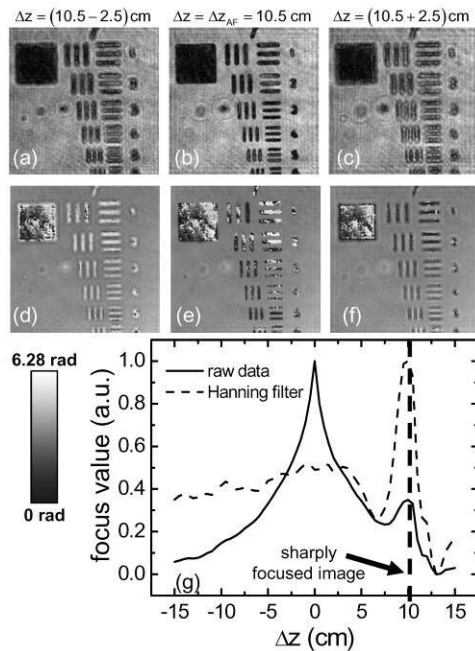 Δz = (10.5 − 2.5) cm
Δz = Δz_AF = 10.5 cm
Δz = (10.5 + 2.5) cm
(a)
(b)
(c)
(d)
(e)
(f)
6.28 rad
0 rad
focus value (a.u.)
1.0
0.8
0.6
0.4
0.2
0.0
raw data
Hanning filter
sharply
focused image
(g)
-15
-10
-5
0
5
10
15
Δz (cm)